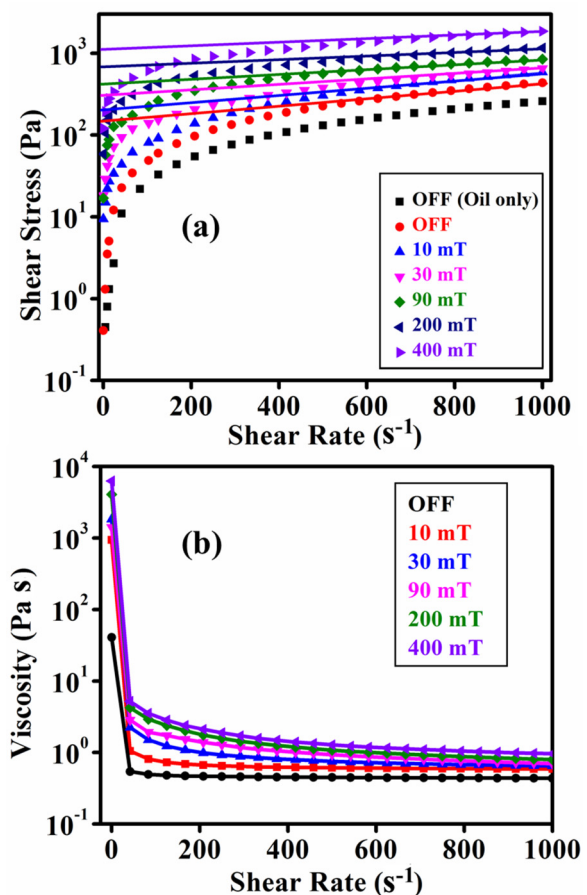 10³
10²
10¹
10⁰
10⁻¹
Shear Stress (Pa)
(a)
OFF (Oil only)
OFF
10 mT
30 mT
90 mT
200 mT
400 mT
0 200 400 600 800 1000
Shear Rate (s⁻¹)
10⁴
10³
10²
10¹
10⁰
10⁻¹
Viscosity (Pa s)
(b)
OFF
10 mT
30 mT
90 mT
200 mT
400 mT
0 200 400 600 800 1000
Shear Rate (s⁻¹)